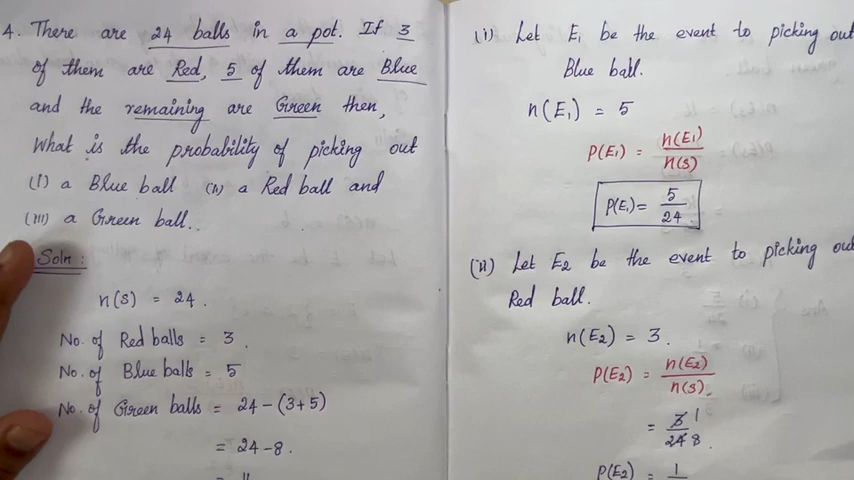 4. There are 24 balls in a pot. If 3
of them are Red, 5 of them are Blue
and the remaining are Green then,
What is the probability of picking out
(i) a Blue ball (ii) a Red ball and
(iii) a Green ball.
Soln :
n(S) = 24.
No. of Red balls = 3.
No. of Blue balls = 5
No. of Green balls = 24 - (3+5)
= 24 - 8.
(i) Let E₁ be the event to picking out
Blue ball.
n(E₁) = 5
P(E₁) = n(E₁)/n(S)
P(E₁) = 5/24.
(ii) Let E₂ be the event to picking out
Red ball.
n(E₂) = 3.
P(E₂) = n(E₂)/n(S).
= 3 1/24 8.
P(E₂) = 1